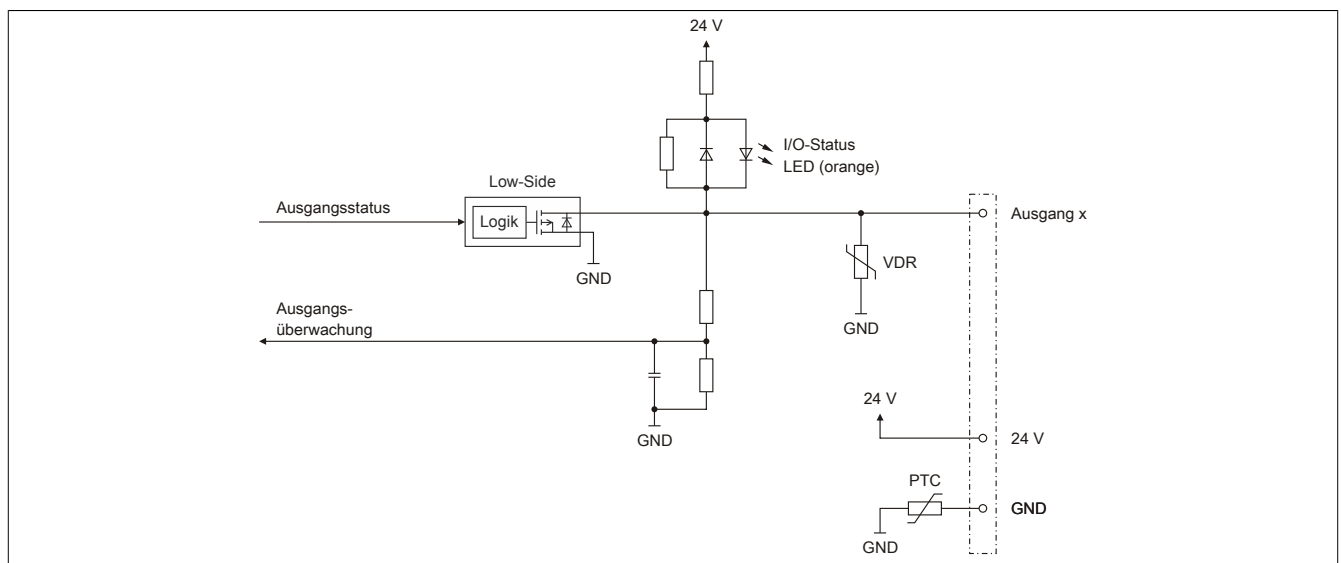 24 V
I/O-Status
LED (orange)
Low-Side
Ausgangsstatus
Logik
Ausgang x
GND
VDR
Ausgangs-
überwachung
GND
24 V
GND
24 V
PTC
GND
GND